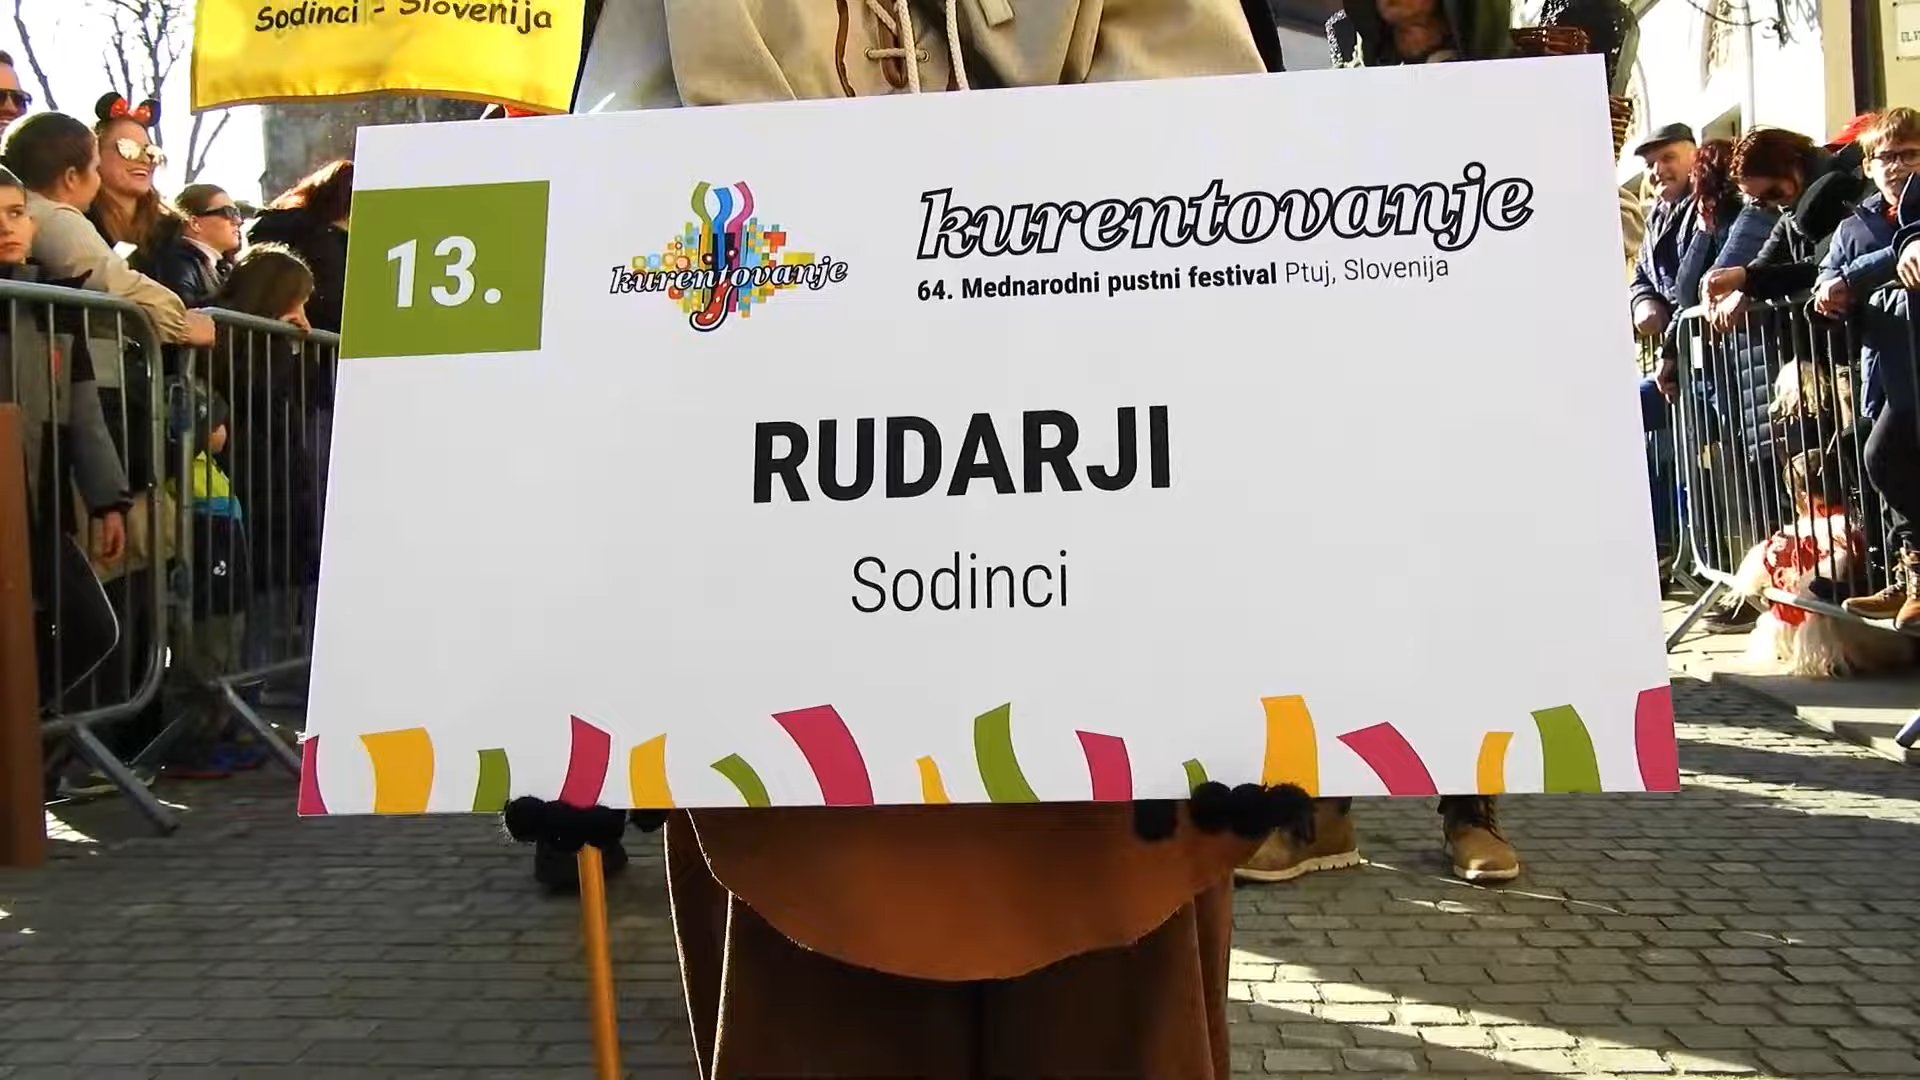 Sodinci - Slovenija
13.
kurentovanje
kurentovanje
64. Mednarodni pustni festival Ptuj, Slovenija
RUDARJI
Sodinci